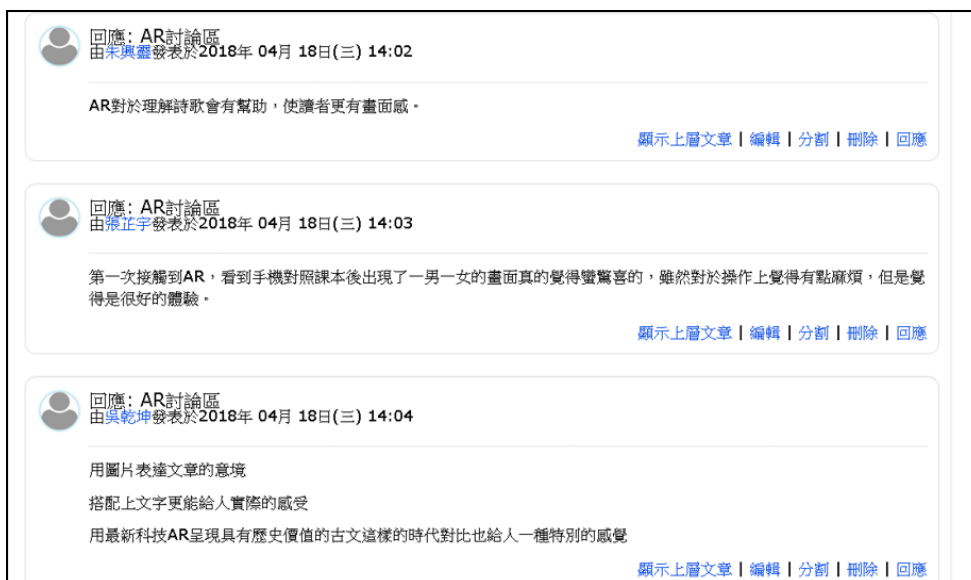 回應: AR討論區
由朱興靈發表於2018年 04月 18日(三) 14:02
AR對於理解詩歌會有幫助，使讀者更有畫面感。
顯示上層文章 | 編輯 | 分割 | 刪除 | 回應
回應: AR討論區
由張芷宇發表於2018年 04月 18日(三) 14:03
第一次接觸到AR，看到手機對照課本後出現了一男一女的畫面真的覺得蠻驚喜的，雖然對於操作上覺得有點麻煩，但是覺
得是很好的體驗。
顯示上層文章 | 編輯 | 分割 | 刪除 | 回應
回應: AR討論區
由吳乾坤發表於2018年 04月 18日(三) 14:04
用圖片表達文章的意境
搭配上文字更能給人實際的感受
用最新科技AR呈現具有歷史價值的古文這樣的時代對比也給人一種特別的感覺
顯示上層文章 | 編輯 | 分割 | 刪除 | 回應